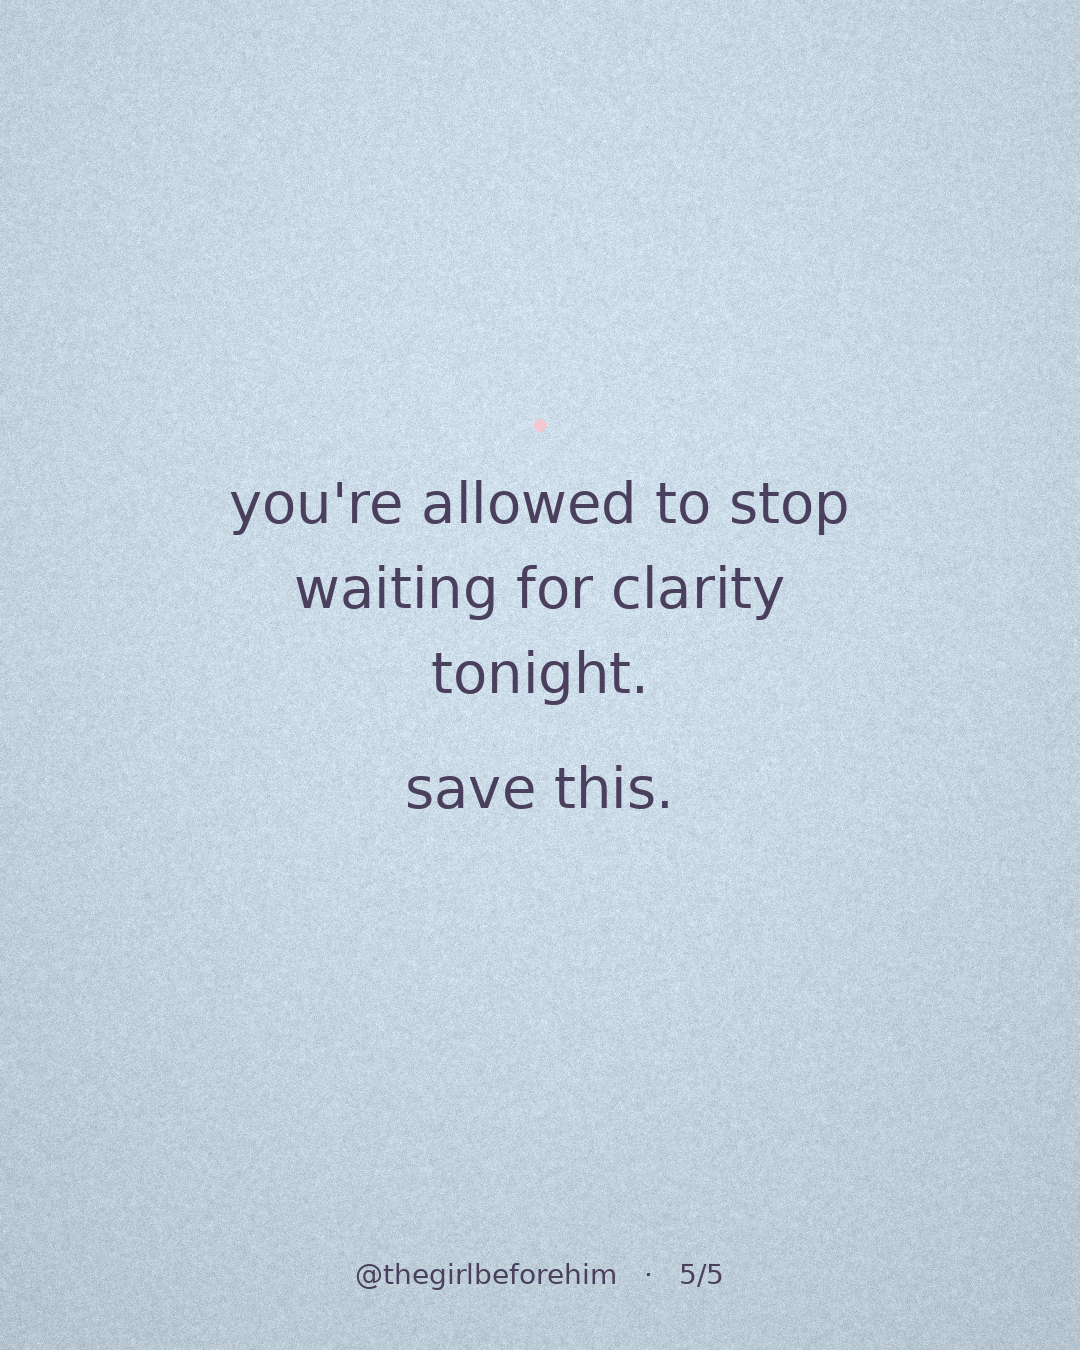 you're allowed to stop
waiting for clarity
tonight.
save this.
@thegirlbeforehim · 5/5